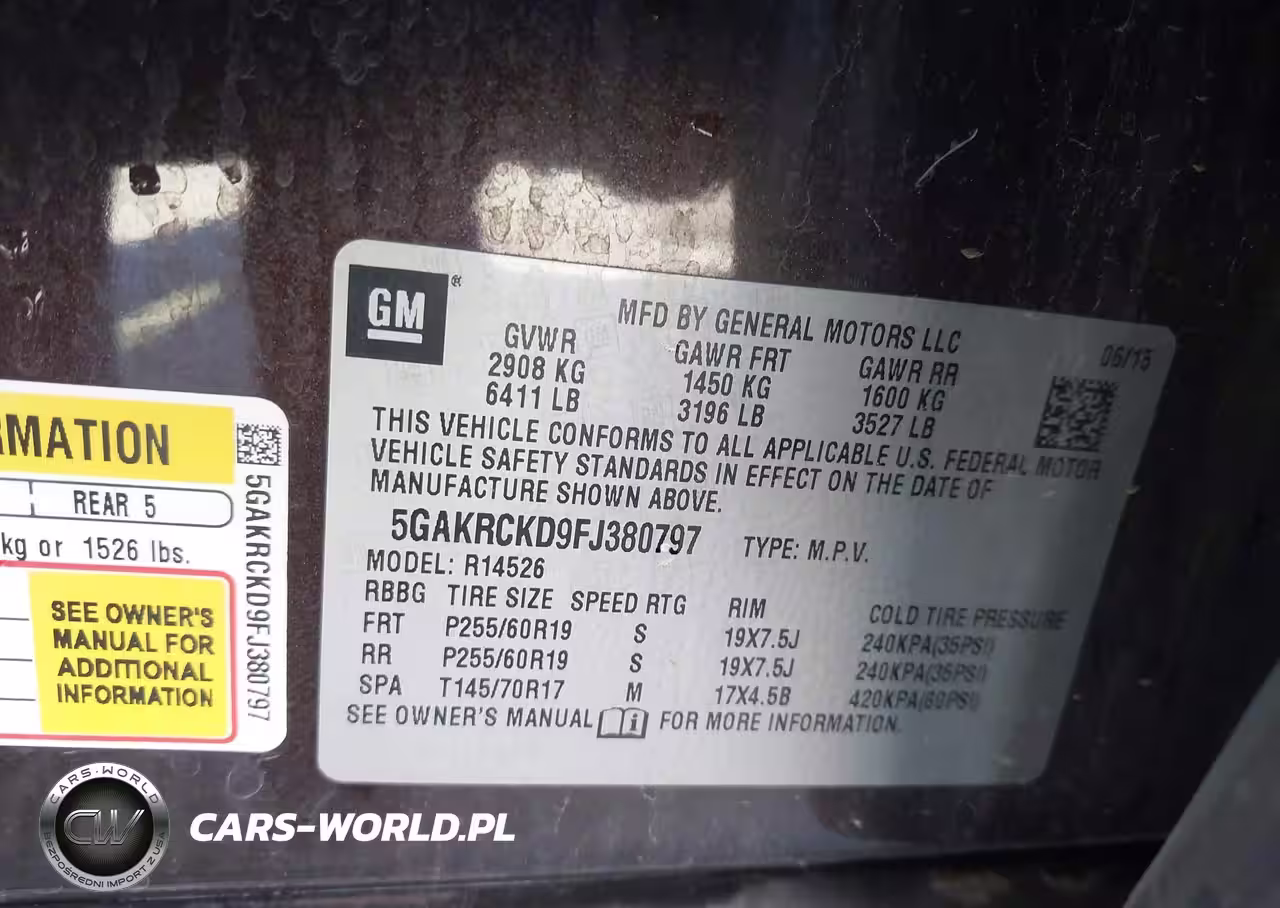 RMATION
REAR 5
kg or 1526 lbs.
SEE OWNER'S
MANUAL FOR
ADDITIONAL
INFORMATION
5GAKRCKD9FJ380797
GM ®
MFD BY GENERAL MOTORS LLC
06/15
GVWR GAWR FRT GAWR RR
2908 KG 1450 KG 1600 KG
6411 LB 3196 LB 3527 LB
THIS VEHICLE CONFORMS TO ALL APPLICABLE U.S. FEDERAL MOTOR
VEHICLE SAFETY STANDARDS IN EFFECT ON THE DATE OF
MANUFACTURE SHOWN ABOVE.
5GAKRCKD9FJ380797 TYPE: M.P.V.
MODEL: R14526
RBBG TIRE SIZE SPEED RTG RIM COLD TIRE PRESSURE
FRT P255/60R19 S 19X7.5J 240KPA(35PSI)
RR P255/60R19 S 19X7.5J 240KPA(35PSI)
SPA T145/70R17 M 17X4.5B 420KPA(60PSI)
SEE OWNER'S MANUAL i FOR MORE INFORMATION.
CARS-WORLD
CW
BEZPOŚREDNI IMPORT Z USA
CARS-WORLD.PL